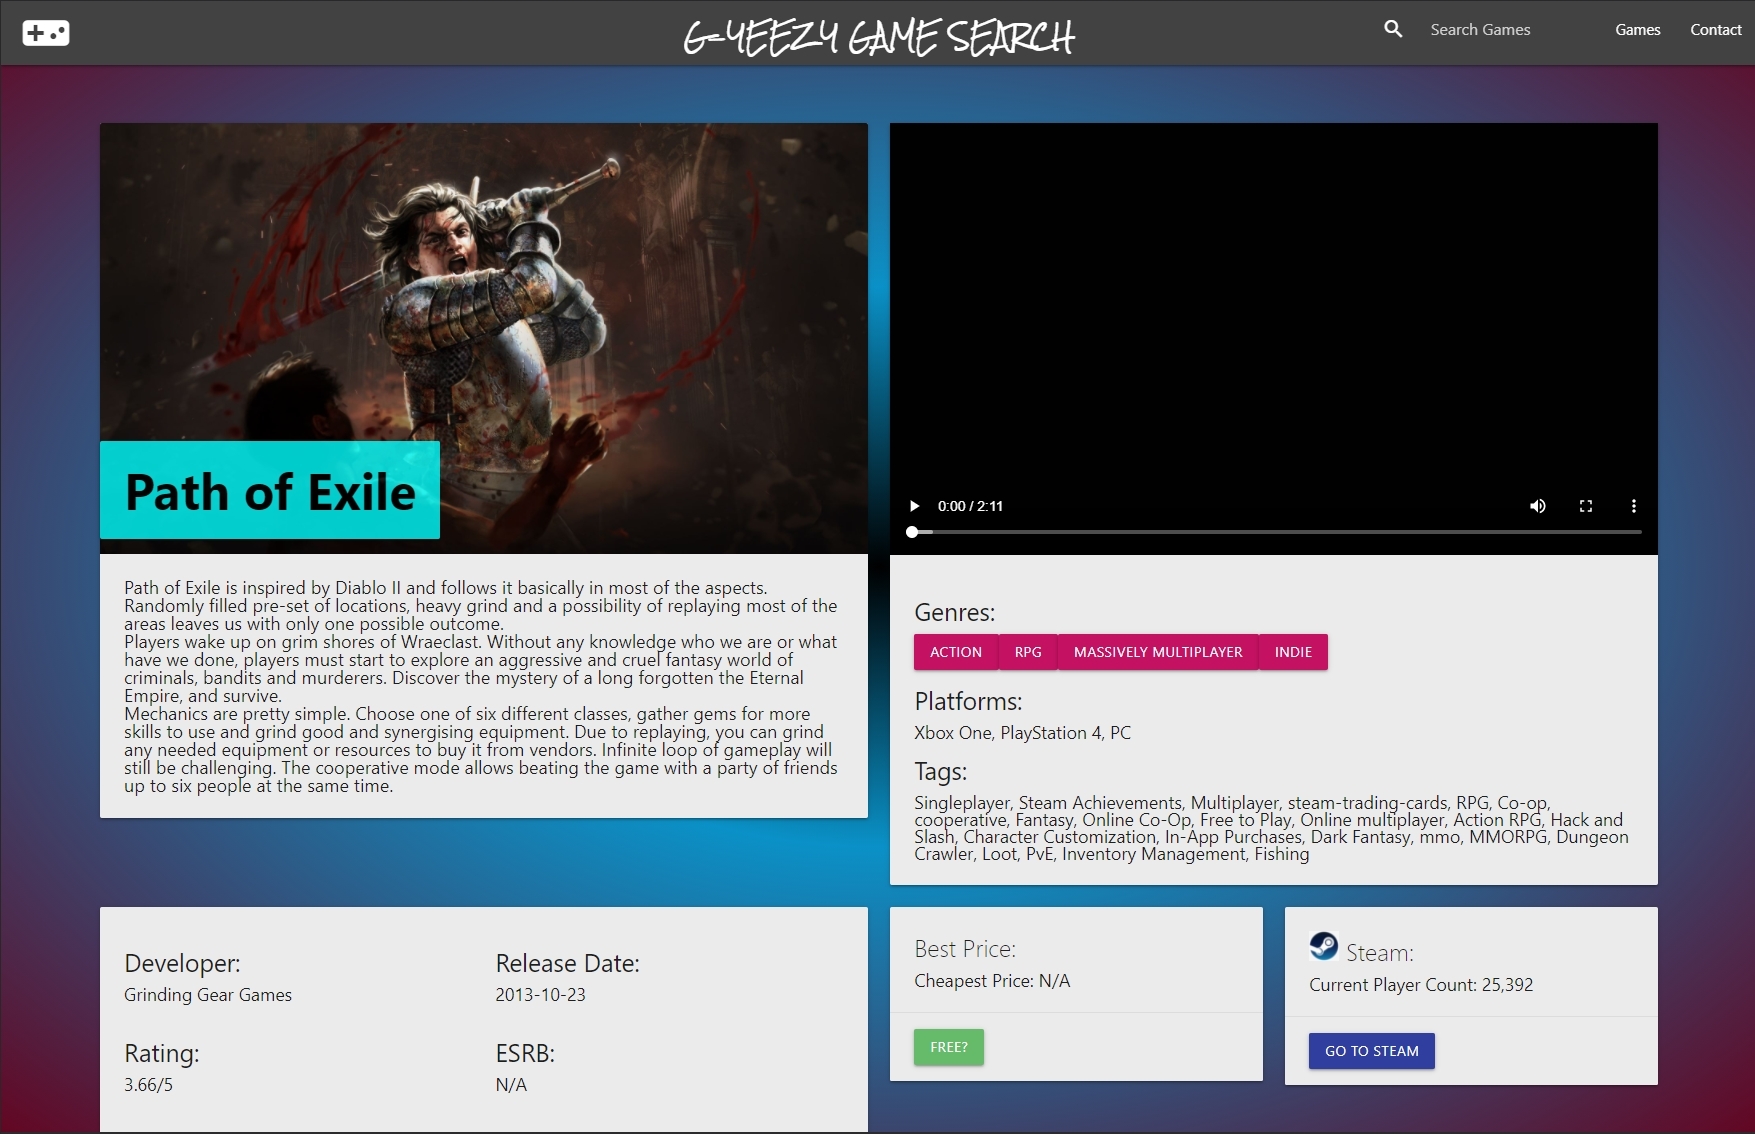 G-YEEZY GAME SEARCH
Search Games
Games
Contact
Path of Exile
Path of Exile is inspired by Diablo II and follows it basically in most of the aspects.
Randomly filled pre-set of locations, heavy grind and a possibility of replaying most of the
areas leaves us with only one possible outcome.
Players wake up on grim shores of Wraeclast. Without any knowledge who we are or what
have we done, players must start to explore an aggressive and cruel fantasy world of
criminals, bandits and murderers. Discover the mystery of a long forgotten the Eternal
Empire, and survive.
Mechanics are pretty simple. Choose one of six different classes, gather gems for more
skills to use and grind good and synergising equipment. Due to replaying, you can grind
any needed equipment or resources to buy it from vendors. Infinite loop of gameplay will
still be challenging. The cooperative mode allows beating the game with a party of friends
up to six people at the same time.
0:00 / 2:11
Genres:
ACTION RPG MASSIVELY MULTIPLAYER INDIE
Platforms:
Xbox One, PlayStation 4, PC
Tags:
Singleplayer, Steam Achievements, Multiplayer, steam-trading-cards, RPG, Co-op,
cooperative, Fantasy, Online Co-Op, Free to Play, Online multiplayer, Action RPG, Hack and
Slash, Character Customization, In-App Purchases, Dark Fantasy, mmo, MMORPG, Dungeon
Crawler, Loot, PvE, Inventory Management, Fishing
Developer:
Grinding Gear Games
Release Date:
2013-10-23
Rating:
3.66/5
ESRB:
N/A
Best Price:
Cheapest Price: N/A
FREE?
Steam:
Current Player Count: 25,392
GO TO STEAM